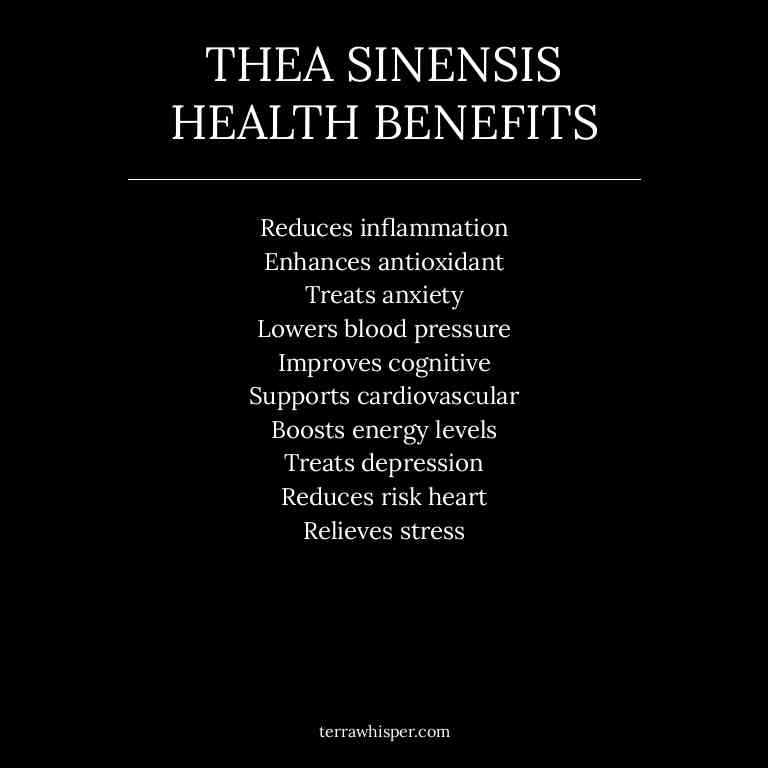 THEA SINENSIS
HEALTH BENEFITS
Reduces inflammation
Enhances antioxidant
Treats anxiety
Lowers blood pressure
Improves cognitive
Supports cardiovascular
Boosts energy levels
Treats depression
Reduces risk heart
Relieves stress
terrawhisper.com